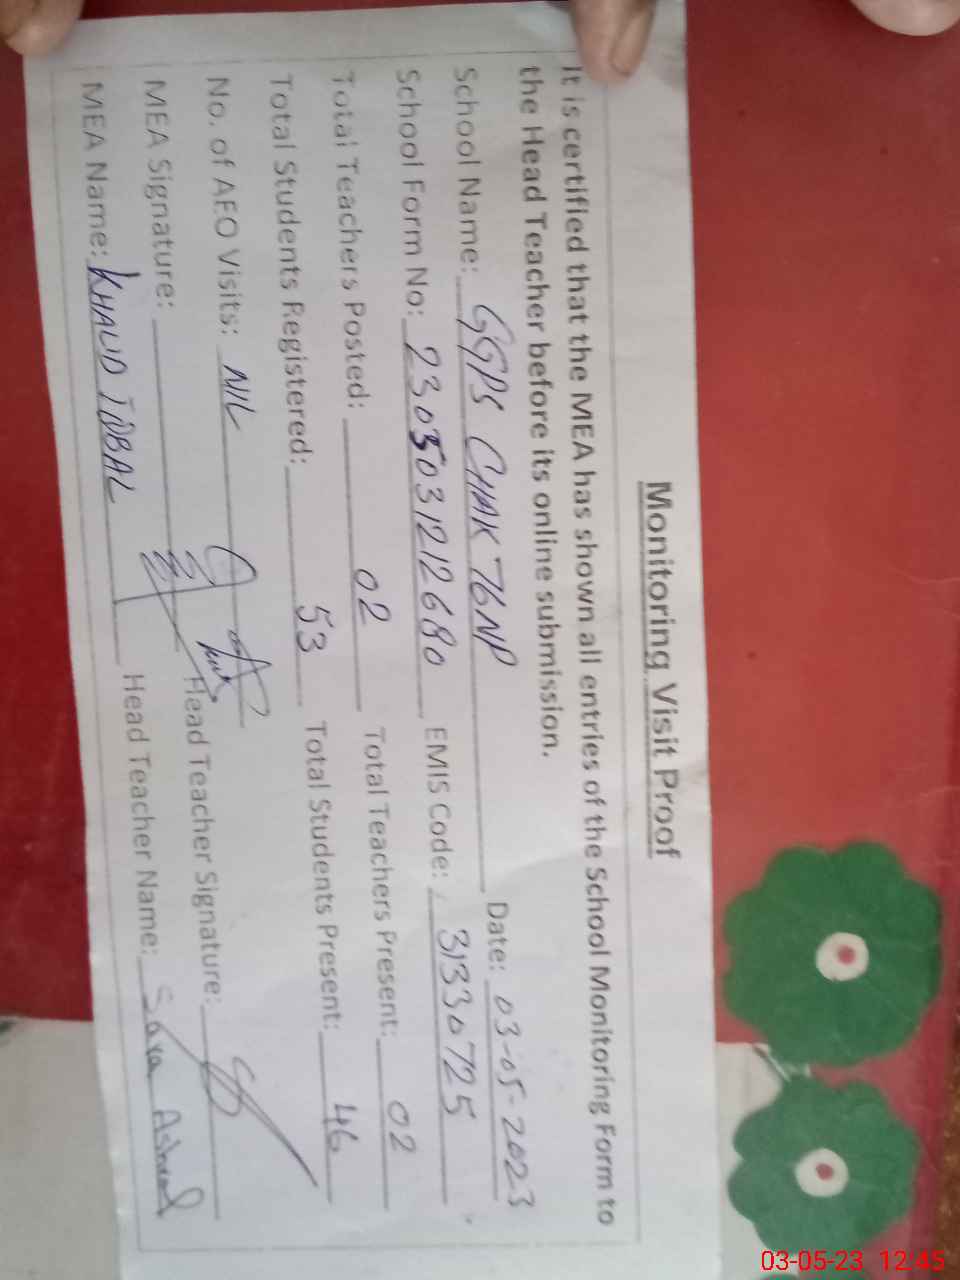 Monitoring Visit Proof
It is certified that the MEA has shown all entries of the School Monitoring Form to
the Head Teacher before its online submission.
School Name: GGPS CHAK 76NP Date: 03-05-2023
School Form No: 2305031212680 EMIS Code: 31330725
Total Teachers Posted: 02 Total Teachers Present: 02
Total Students Registered: 53 Total Students Present: 46
No. of AEO Visits: NIL
MEA Signature: Head Teacher Signature:
MEA Name: KHALID IQBAL Head Teacher Name: Sara
03-05-23 12:45